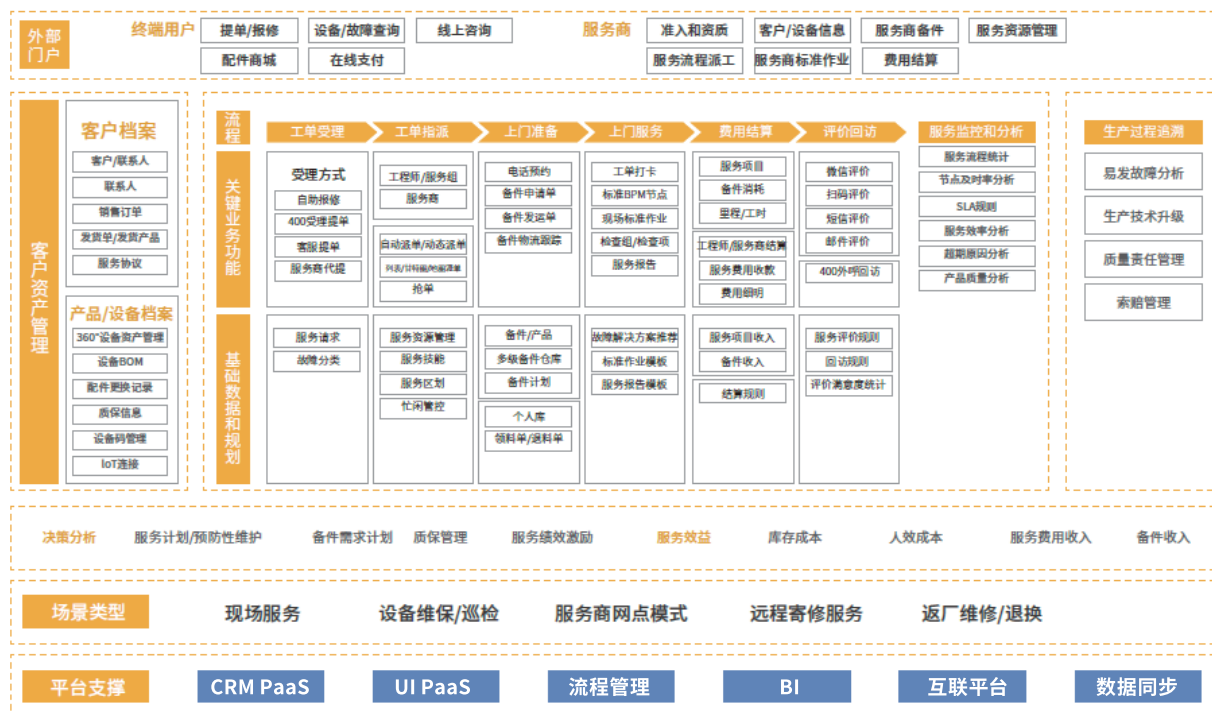 外部
门户
终端用户
提单/报修
设备/故障查询
线上咨询
配件商城
在线支付
服务商
准入和资质
客户/设备信息
服务商备件
服务资源管理
服务流程派工
服务商标准作业
费用结算
客户资产管理
客户档案
客户/联系人
联系人
销售订单
发货单/发货产品
服务协议
产品/设备档案
360°设备资产管理
设备BOM
配件更换记录
质保信息
设备码管理
IoT连接
流程
工单受理
工单指派
上门准备
上门服务
费用结算
评价回访
关键业务功能
受理方式
自助报修
400受理提单
客服提单
服务商代提
工程师/服务组
服务商
自动派单/动态派单
抢单
电话预约
备件申请单
备件发运单
备件物流跟踪
工单打卡
标准BPM节点
现场标准作业
检查组/检查项
服务报告
服务项目
备件消耗
里程/工时
工程师/服务商结算
服务费用收款
费用细明
微信评价
扫码评价
短信评价
邮件评价
400外呼回访
基础数据和规划
服务请求
故障分类
服务资源管理
服务技能
服务区划
忙闲管控
备件/产品
多级备件仓库
备件计划
个人库
领料单/退料单
故障解决方案推荐
标准作业模板
服务报告模板
服务项目收入
备件收入
结算规则
服务评价规则
回访规则
评价满意度统计
服务监控和分析
服务流程统计
节点及时率分析
SLA规则
服务效率分析
超期原因分析
产品质量分析
生产过程追溯
易发故障分析
生产技术升级
质量责任管理
索赔管理
决策分析
服务计划/预防性维护
备件需求计划
质保管理
服务绩效激励
服务效益
库存成本
人效成本
服务费用收入
备件收入
场景类型
现场服务
设备维保/巡检
服务商网点模式
远程寄修服务
返厂维修/退换
平台支撑
CRM PaaS
UI PaaS
流程管理
BI
互联平台
数据同步